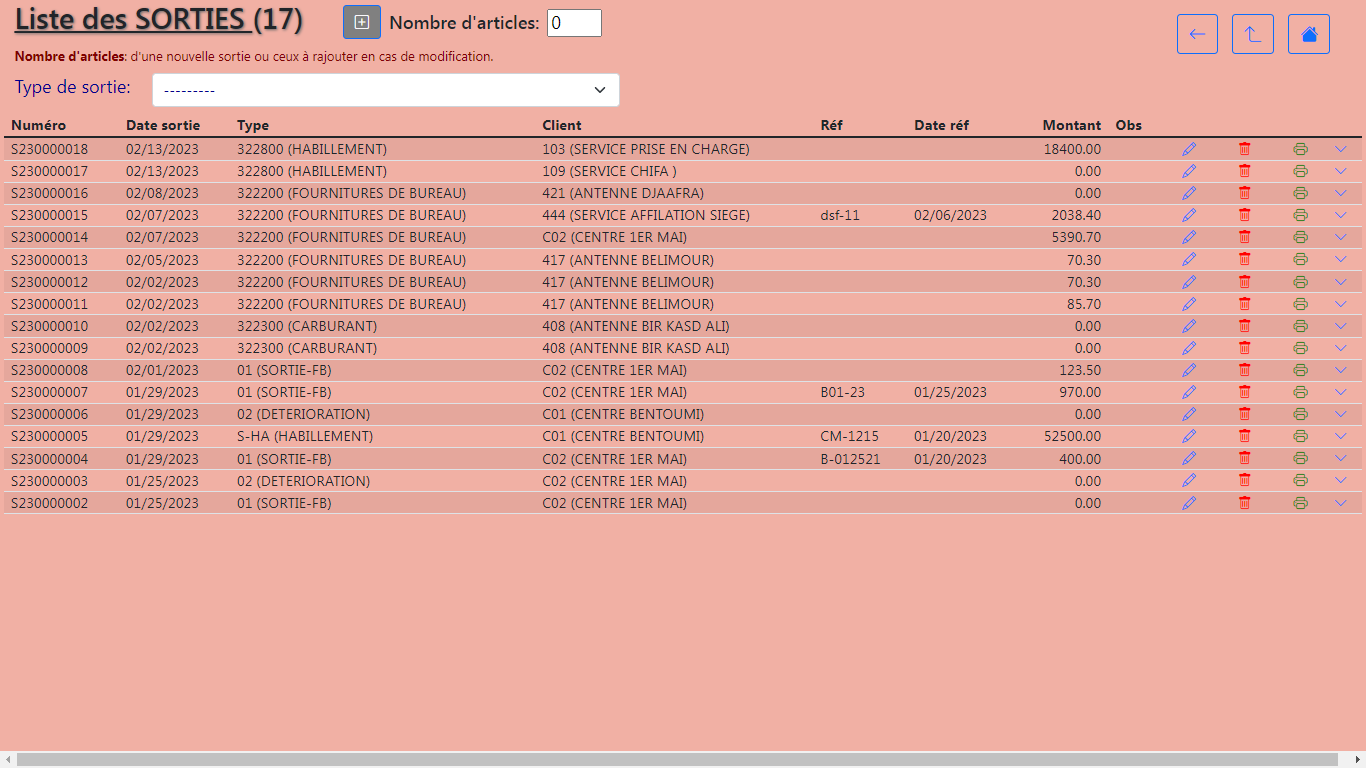 Liste des SORTIES (17) Nombre d'articles: 0
Nombre d'articles: d'une nouvelle sortie ou ceux à rajouter en cas de modification.
Type de sortie: ---------
Numéro Date sortie Type Client Réf Date réf Montant Obs
S230000018 02/13/2023 322800 (HABILLEMENT) 103 (SERVICE PRISE EN CHARGE) 18400.00
S230000017 02/13/2023 322800 (HABILLEMENT) 109 (SERVICE CHIFA ) 0.00
S230000016 02/08/2023 322200 (FOURNITURES DE BUREAU) 421 (ANTENNE DJAAFRA) 0.00
S230000015 02/07/2023 322200 (FOURNITURES DE BUREAU) 444 (SERVICE AFFILATION SIEGE) dsf-11 02/06/2023 2038.40
S230000014 02/07/2023 322200 (FOURNITURES DE BUREAU) C02 (CENTRE 1ER MAI) 5390.70
S230000013 02/05/2023 322200 (FOURNITURES DE BUREAU) 417 (ANTENNE BELIMOUR) 70.30
S230000012 02/02/2023 322200 (FOURNITURES DE BUREAU) 417 (ANTENNE BELIMOUR) 70.30
S230000011 02/02/2023 322200 (FOURNITURES DE BUREAU) 417 (ANTENNE BELIMOUR) 85.70
S230000010 02/02/2023 322300 (CARBURANT) 408 (ANTENNE BIR KASD ALI) 0.00
S230000009 02/02/2023 322300 (CARBURANT) 408 (ANTENNE BIR KASD ALI) 0.00
S230000008 02/01/2023 01 (SORTIE-FB) C02 (CENTRE 1ER MAI) 123.50
S230000007 01/29/2023 01 (SORTIE-FB) C02 (CENTRE 1ER MAI) B01-23 01/25/2023 970.00
S230000006 01/29/2023 02 (DETERIORATION) C01 (CENTRE BENTOUMI) 0.00
S230000005 01/29/2023 S-HA (HABILLEMENT) C01 (CENTRE BENTOUMI) CM-1215 01/20/2023 52500.00
S230000004 01/29/2023 01 (SORTIE-FB) C02 (CENTRE 1ER MAI) B-012521 01/20/2023 400.00
S230000003 01/25/2023 02 (DETERIORATION) C02 (CENTRE 1ER MAI) 0.00
S230000002 01/25/2023 01 (SORTIE-FB) C02 (CENTRE 1ER MAI) 0.00